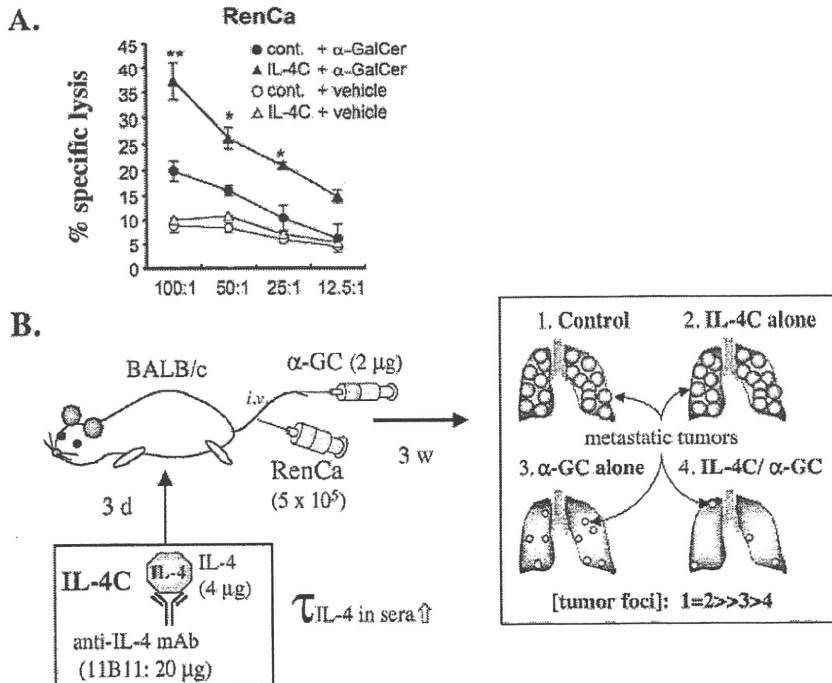 A.
RenCa
% specific lysis
45
40
35
30
25
20
15
10
5
0
**
*
*
cont. + α-GalCer
IL-4C + α-GalCer
cont. + vehicle
IL-4C + vehicle
100:1 50:1 25:1 12.5:1
B.
BALB/c
α-GC (2 μg)
i.v.
RenCa
(5 x 10⁵)
3 w
3 d
IL-4C
IL-4
IL-4
(4 μg)
anti-IL-4 mAb
(11B11: 20 μg)
τIL-4 in sera⇧
1. Control 2. IL-4C alone
metastatic tumors
3. α-GC alone 4. IL-4C/ α-GC
[tumor foci]: 1=2>>3>4